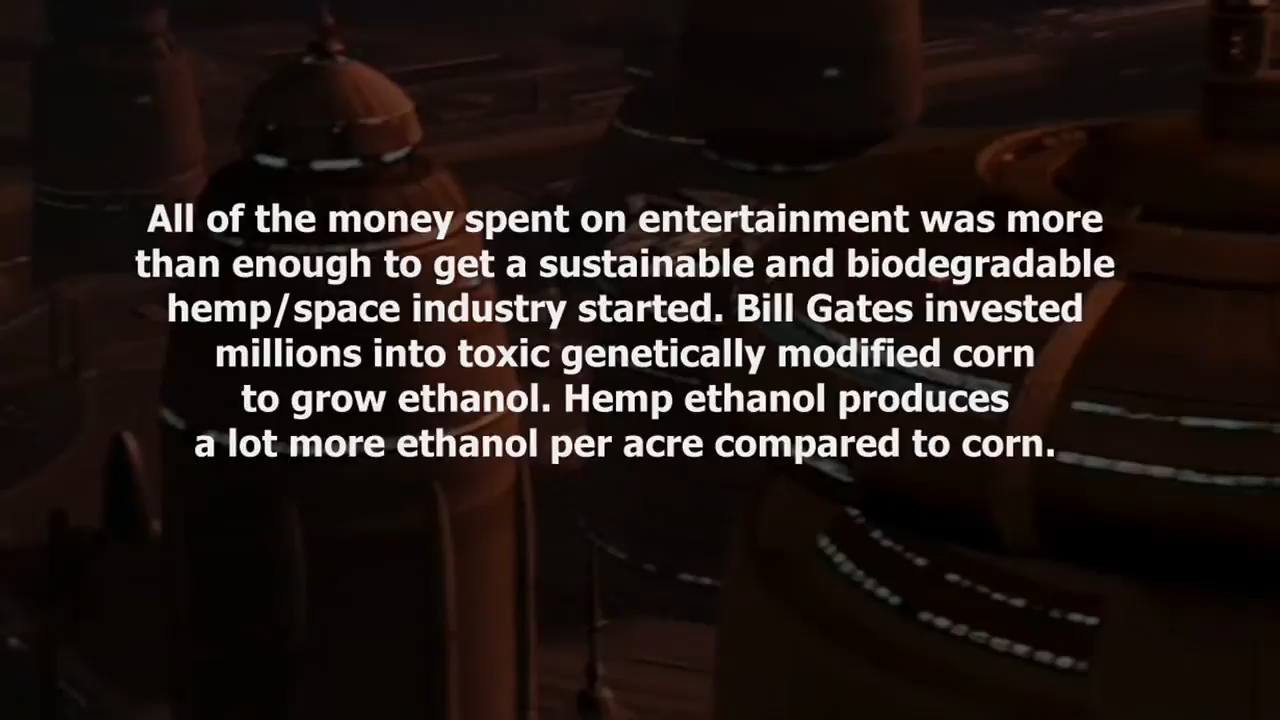 All of the money spent on entertainment was more
than enough to get a sustainable and biodegradable
hemp/space industry started. Bill Gates invested
millions into toxic genetically modified corn
to grow ethanol. Hemp ethanol produces
a lot more ethanol per acre compared to corn.